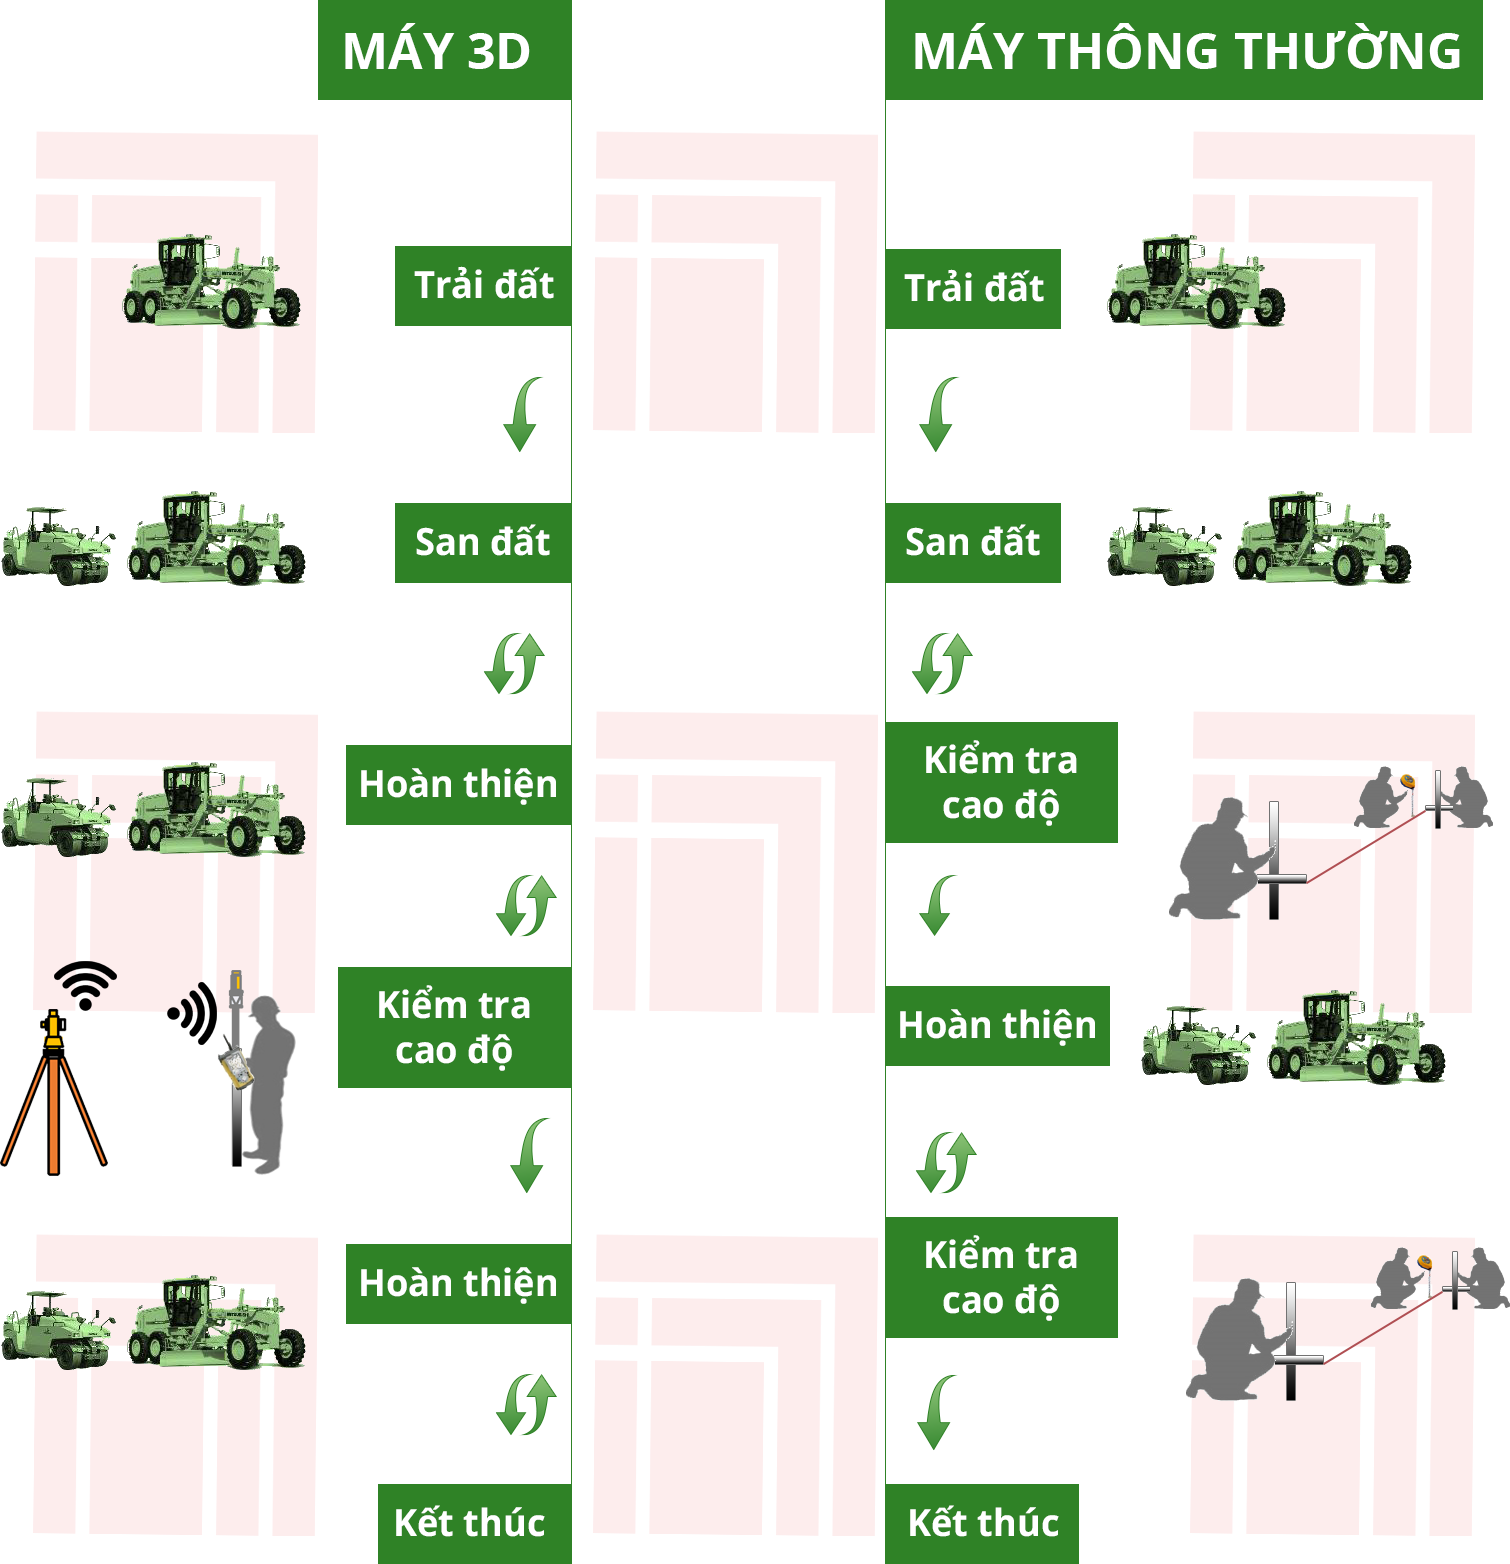 MÁY 3D
Trải đất
San đất
Hoàn thiện
Kiểm tra
cao độ
Hoàn thiện
Kết thúc
MÁY THÔNG THƯỜNG
Trải đất
San đất
Kiểm tra
cao độ
Hoàn thiện
Kiểm tra
cao độ
Kết thúc